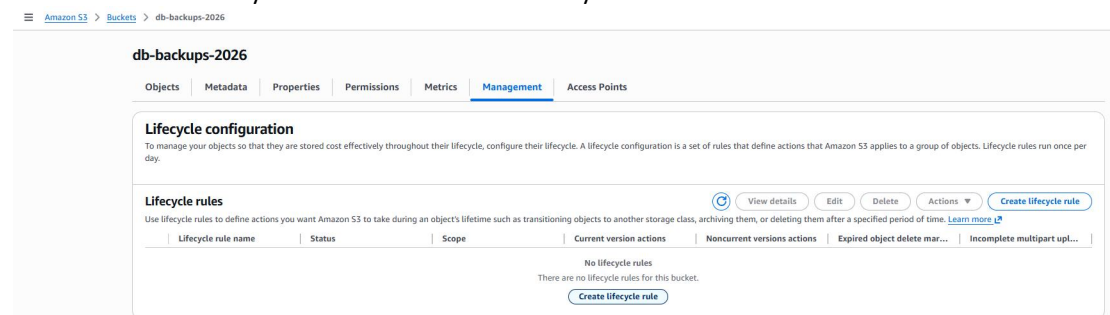 Amazon S3 > Buckets > db-backups-2026
db-backups-2026
Objects Metadata Properties Permissions Metrics Management Access Points
Lifecycle configuration
To manage your objects so that they are stored cost effectively throughout their lifecycle, configure their lifecycle. A lifecycle configuration is a set of rules that define actions that Amazon S3 applies to a group of objects. Lifecycle rules run once per
day.
Lifecycle rules View details Edit Delete Actions ▼ Create lifecycle rule
Use lifecycle rules to define actions you want Amazon S3 to take during an object's lifetime such as transitioning objects to another storage class, archiving them, or deleting them after a specified period of time. Learn more
Lifecycle rule name Status Scope Current version actions Noncurrent versions actions Expired object delete mar... Incomplete multipart upl...
No lifecycle rules
There are no lifecycle rules for this bucket.
Create lifecycle rule